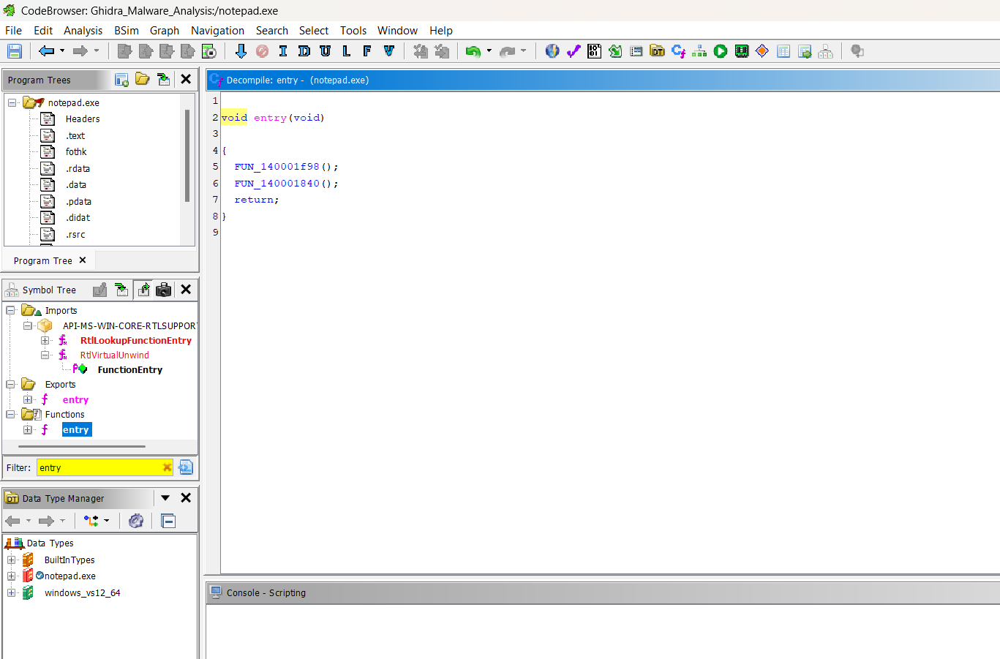 CodeBrowser: Ghidra_Malware_Analysis:/notepad.exe
File Edit Analysis BSim Graph Navigation Search Select Tools Window Help
I D U L F V
Program Trees
notepad.exe
Headers
.text
fothk
.rdata
.data
.pdata
.didat
.rsrc
Program Tree
Symbol Tree
Imports
API-MS-WIN-CORE-RTLSUPPOR
RtlLookupFunctionEntry
RtlVirtualUnwind
FunctionEntry
Exports
entry
Functions
entry
Filter: entry
Data Type Manager
Data Types
BuiltInTypes
notepad.exe
windows_vs12_64
Decompile: entry - (notepad.exe)
1
2 void entry(void)
3
4 {
5 FUN_140001f98();
6 FUN_140001840();
7 return;
8 }
9
Console - Scripting